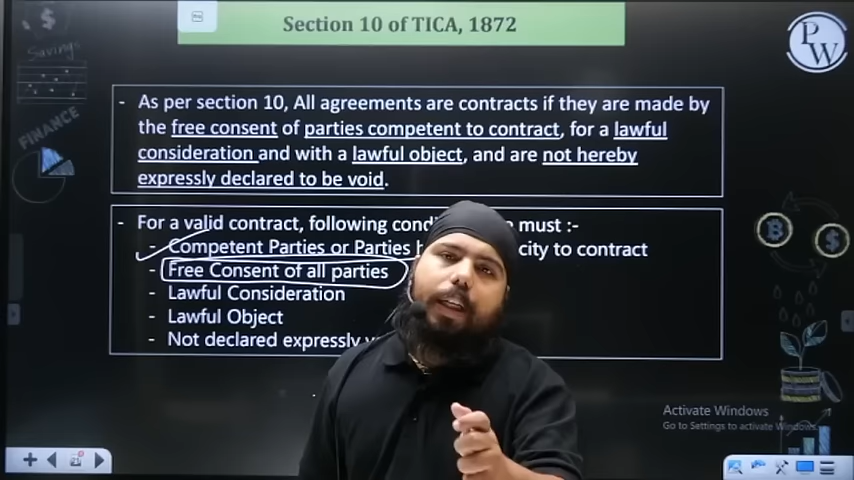 Section 10 of TICA, 1872
PW
Savings
FINANCE
- As per section 10, All agreements are contracts if they are made by
the free consent of parties competent to contract, for a lawful
consideration and with a lawful object, and are not hereby
expressly declared to be void.
- For a valid contract, following cond must :-
- Competent Parties or Parties city to contract
- Free Consent of all parties
- Lawful Consideration
- Lawful Object
- Not declared expressly
Activate Windows
Go to Settings to activate Windows.